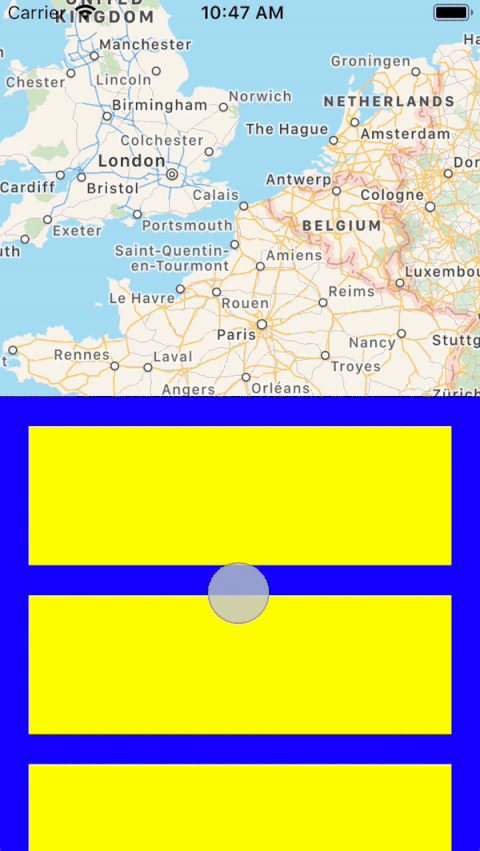 Carrier 10:47 AM
UNITED
KINGDOM
Manchester
Groningen
Chester
Lincoln
Norwich
NETHERLANDS
Birmingham
The Hague
Amsterdam
Colchester
London
Cardiff
Bristol
Calais
Antwerp
Cologne
Exeter
Portsmouth
BELGIUM
Saint-Quentin-
en-Tourmont
Amiens
Luxembou
Le Havre
Rouen
Reims
Paris
Nancy
Stuttg
Rennes
Laval
Troyes
Angers
Orléans
Zürich